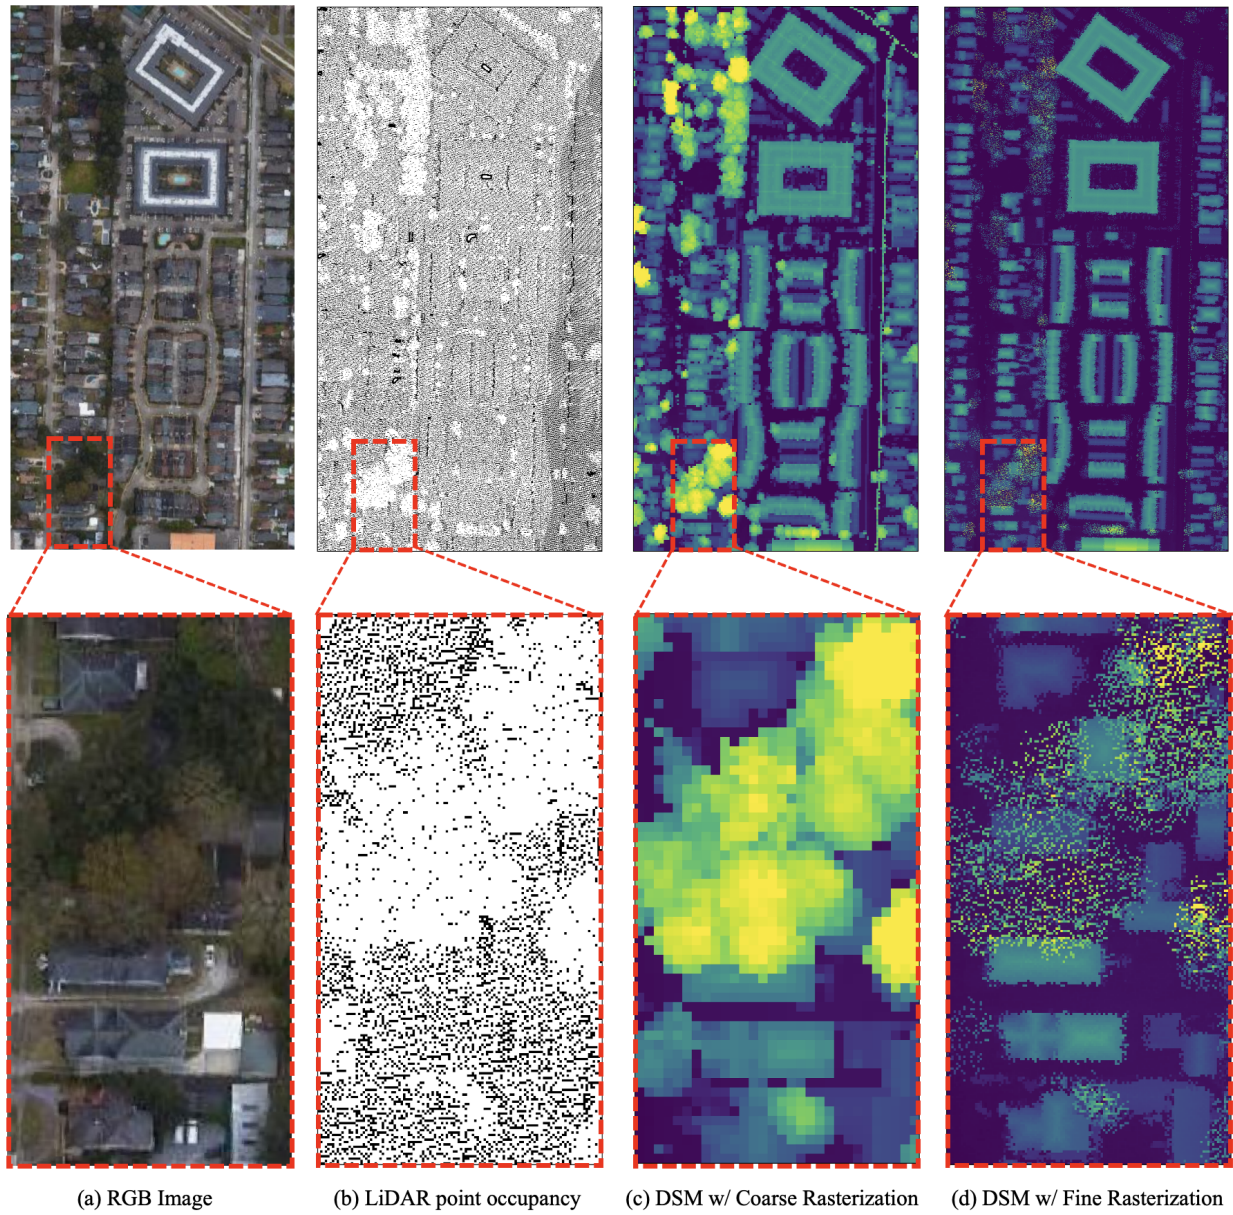 (a) RGB Image
(b) LiDAR point occupancy
(c) DSM w/ Coarse Rasterization
(d) DSM w/ Fine Rasterization